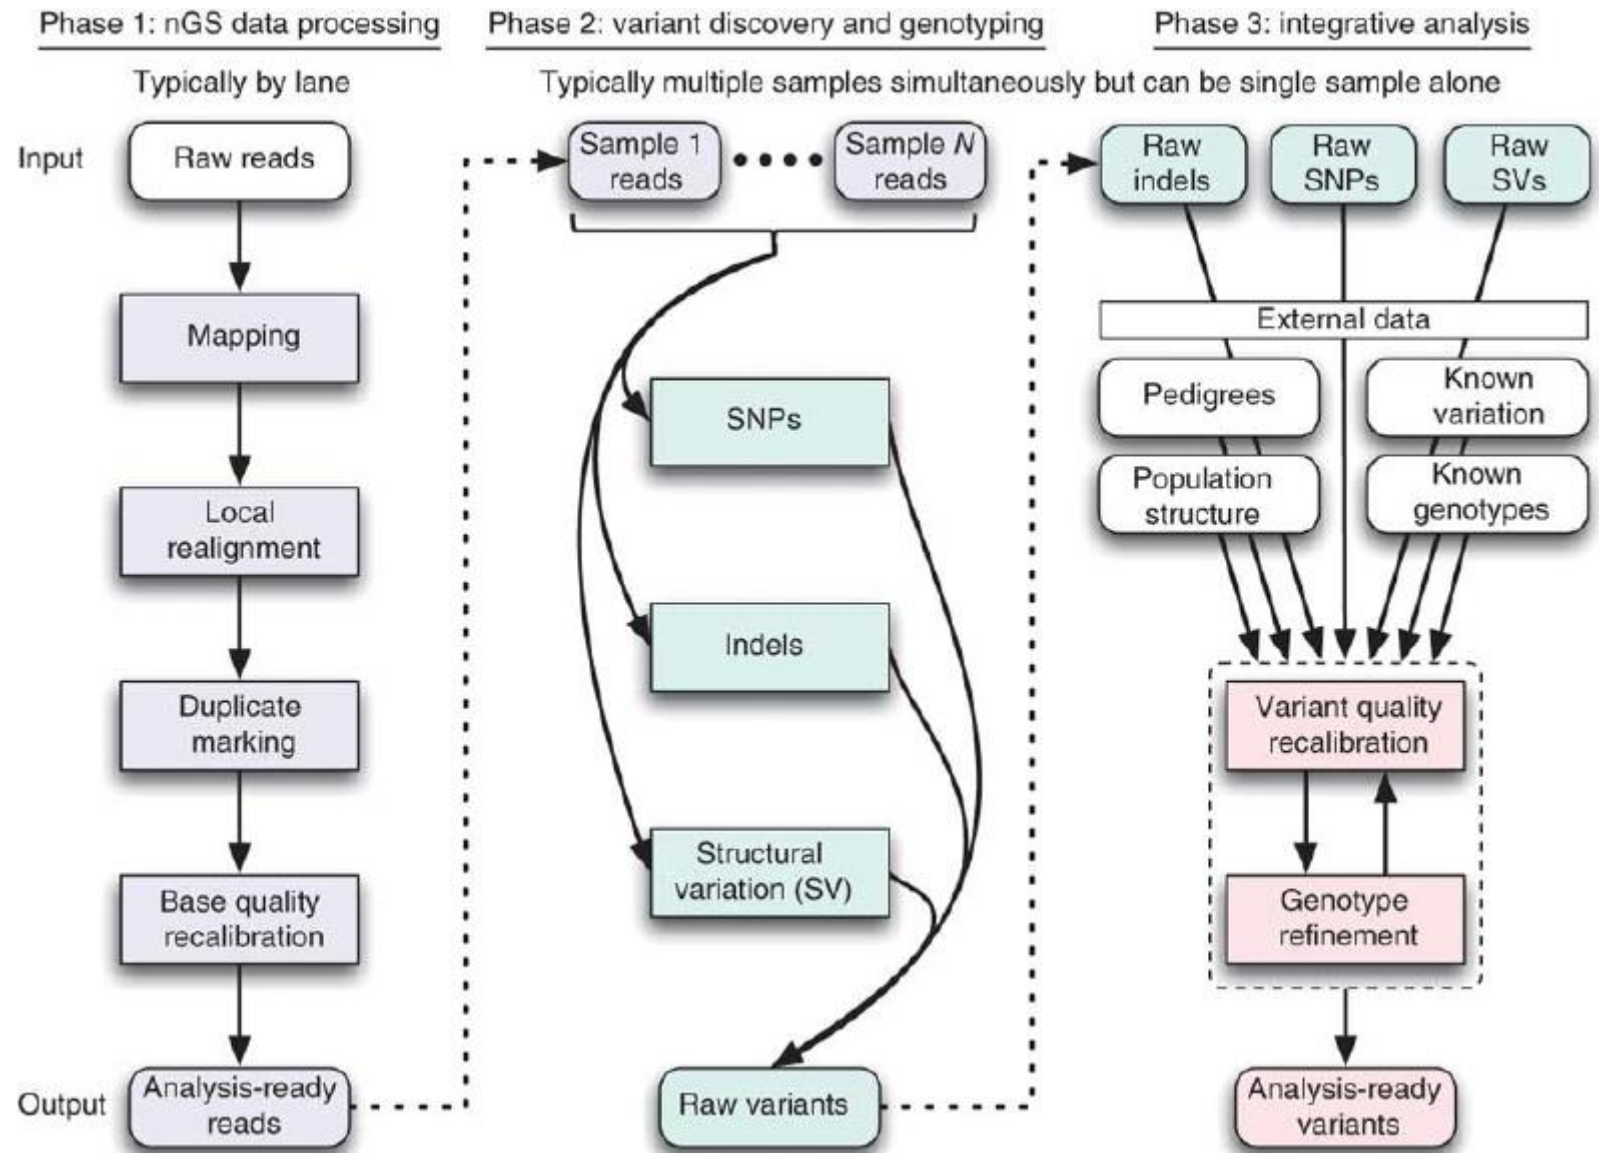 Phase 1: nGS data processing
Typically by lane
Input
Raw reads
Mapping
Local
realignment
Duplicate
marking
Base quality
recalibration
Output
Analysis-ready
reads
Phase 2: variant discovery and genotyping
Typically multiple samples simultaneously but can be single sample alone
Sample 1
reads
Sample N
reads
SNPs
Indels
Structural
variation (SV)
Raw variants
Phase 3: integrative analysis
Raw
indels
Raw
SNPs
Raw
SVs
External data
Pedigrees
Known
variation
Population
structure
Known
genotypes
Variant quality
recalibration
Genotype
refinement
Analysis-ready
variants